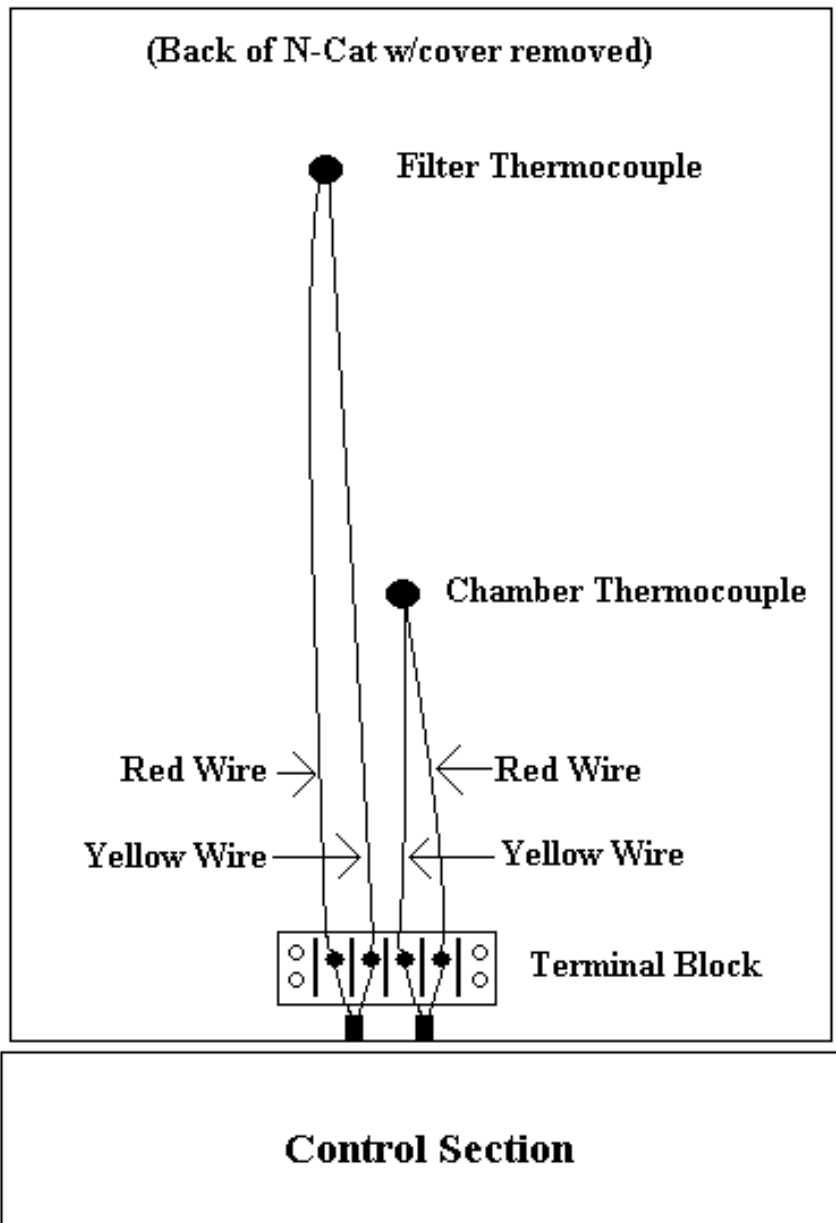 (Back of N-Cat w/cover removed)
Filter Thermocouple
Chamber Thermocouple
Red Wire
Red Wire
Yellow Wire
Yellow Wire
Terminal Block
Control Section